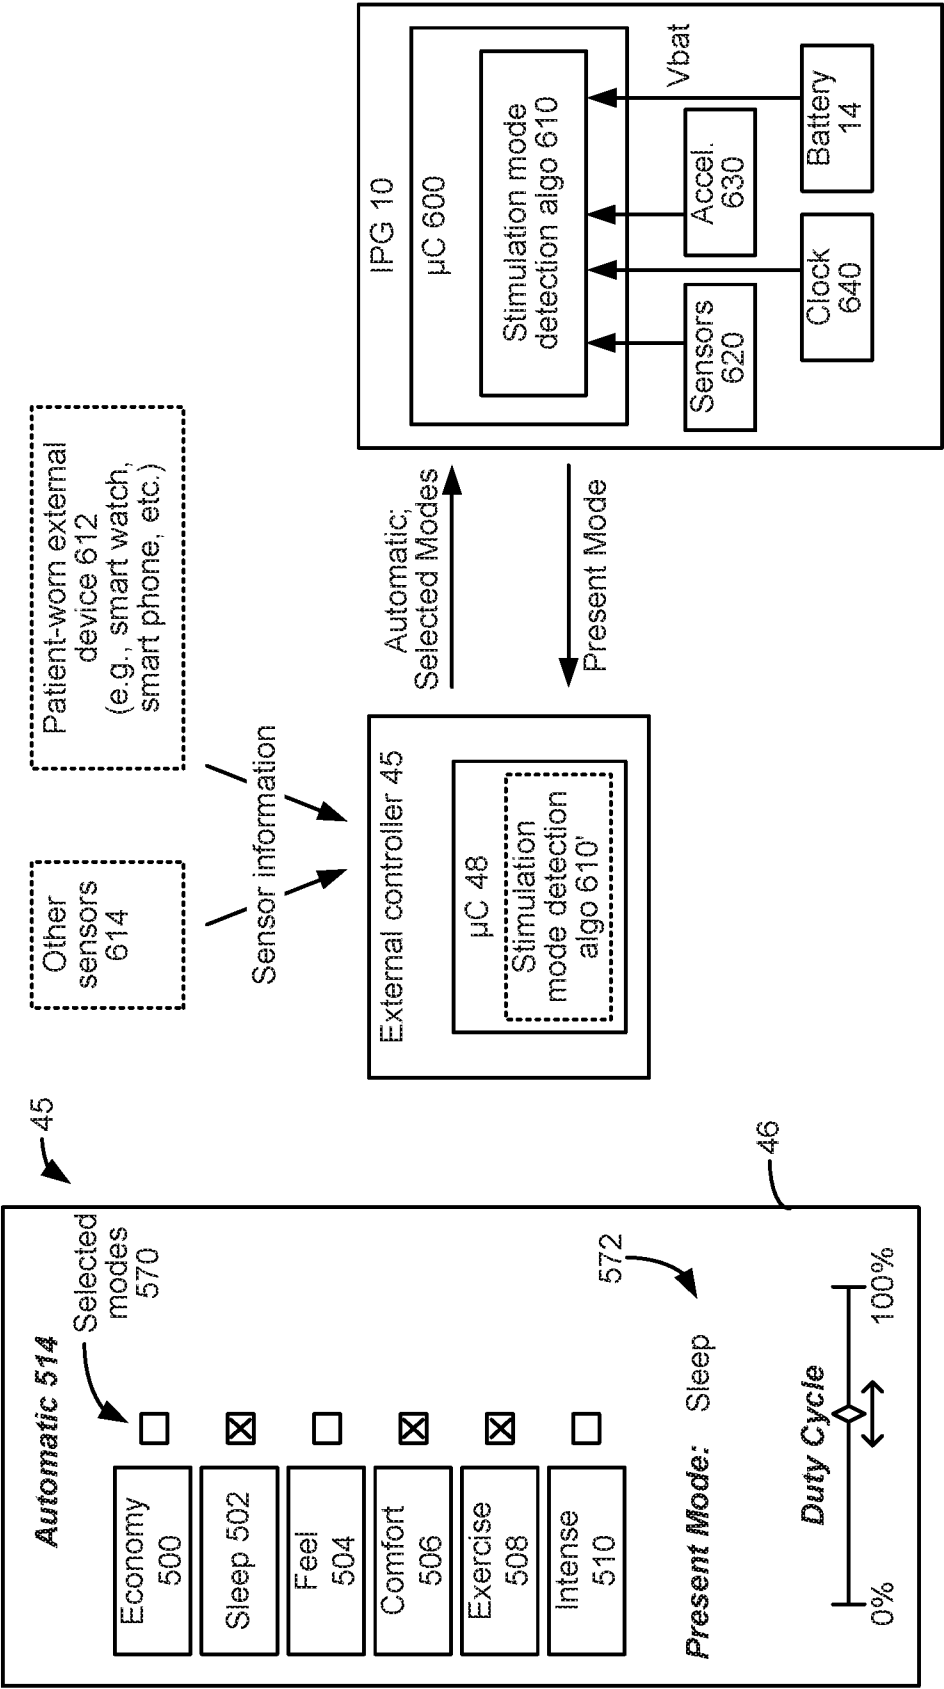 45
Automatic 514
Selected
modes
570
Economy
500
Sleep 502
Feel
504
Comfort
506
Exercise
508
Intense
510
572
Present Mode: Sleep
Duty Cycle
0%
100%
46
Other
sensors
614
Patient-worn external
device 612
(e.g., smart watch,
smart phone, etc.)
Sensor information
External controller 45
µC 48
Stimulation
mode detection
algo 610'
Automatic;
Selected Modes
Present Mode
IPG 10
µC 600
Stimulation mode
detection algo 610
Sensors
620
Clock
640
Accel.
630
Vbat
Battery
14